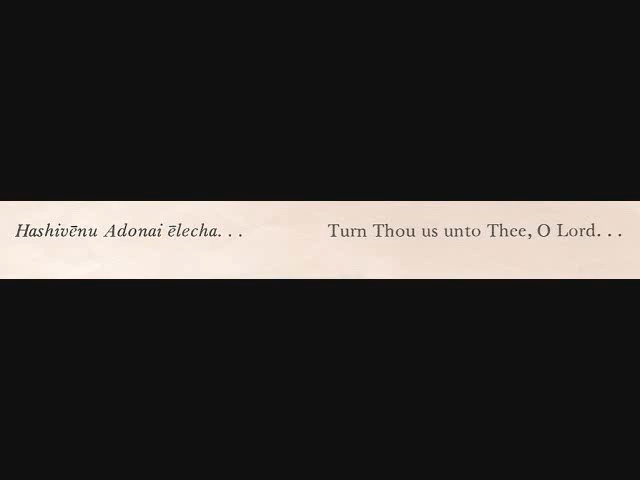 Hashivēnu Adonai ēlecha. . . Turn Thou us unto Thee, O Lord. . .